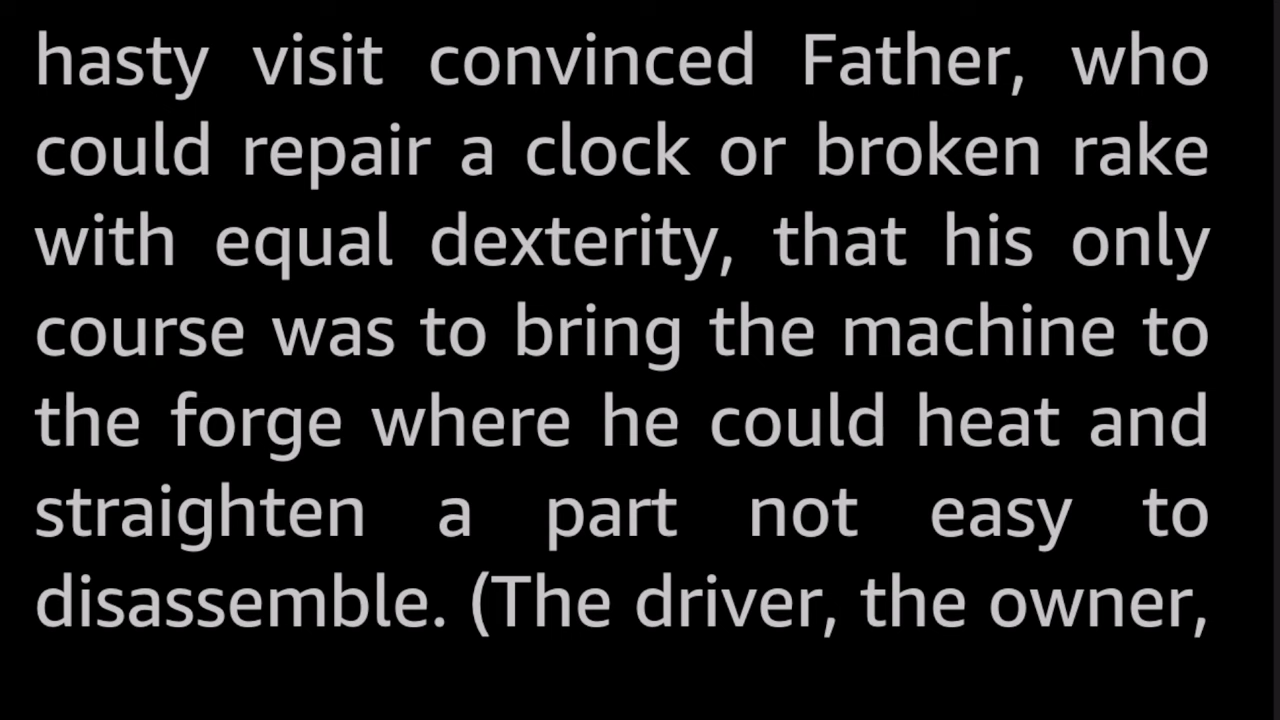 hasty visit convinced Father, who
could repair a clock or broken rake
with equal dexterity, that his only
course was to bring the machine to
the forge where he could heat and
straighten a part not easy to
disassemble. (The driver, the owner,